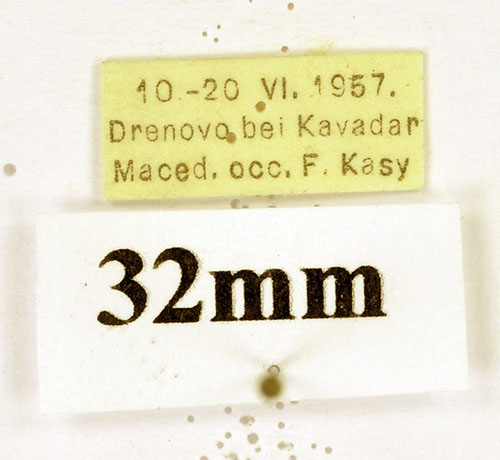 10-20 VI. 1957.
Drenovo bei Kavadar
Maced. occ. F. Kasy
32mm